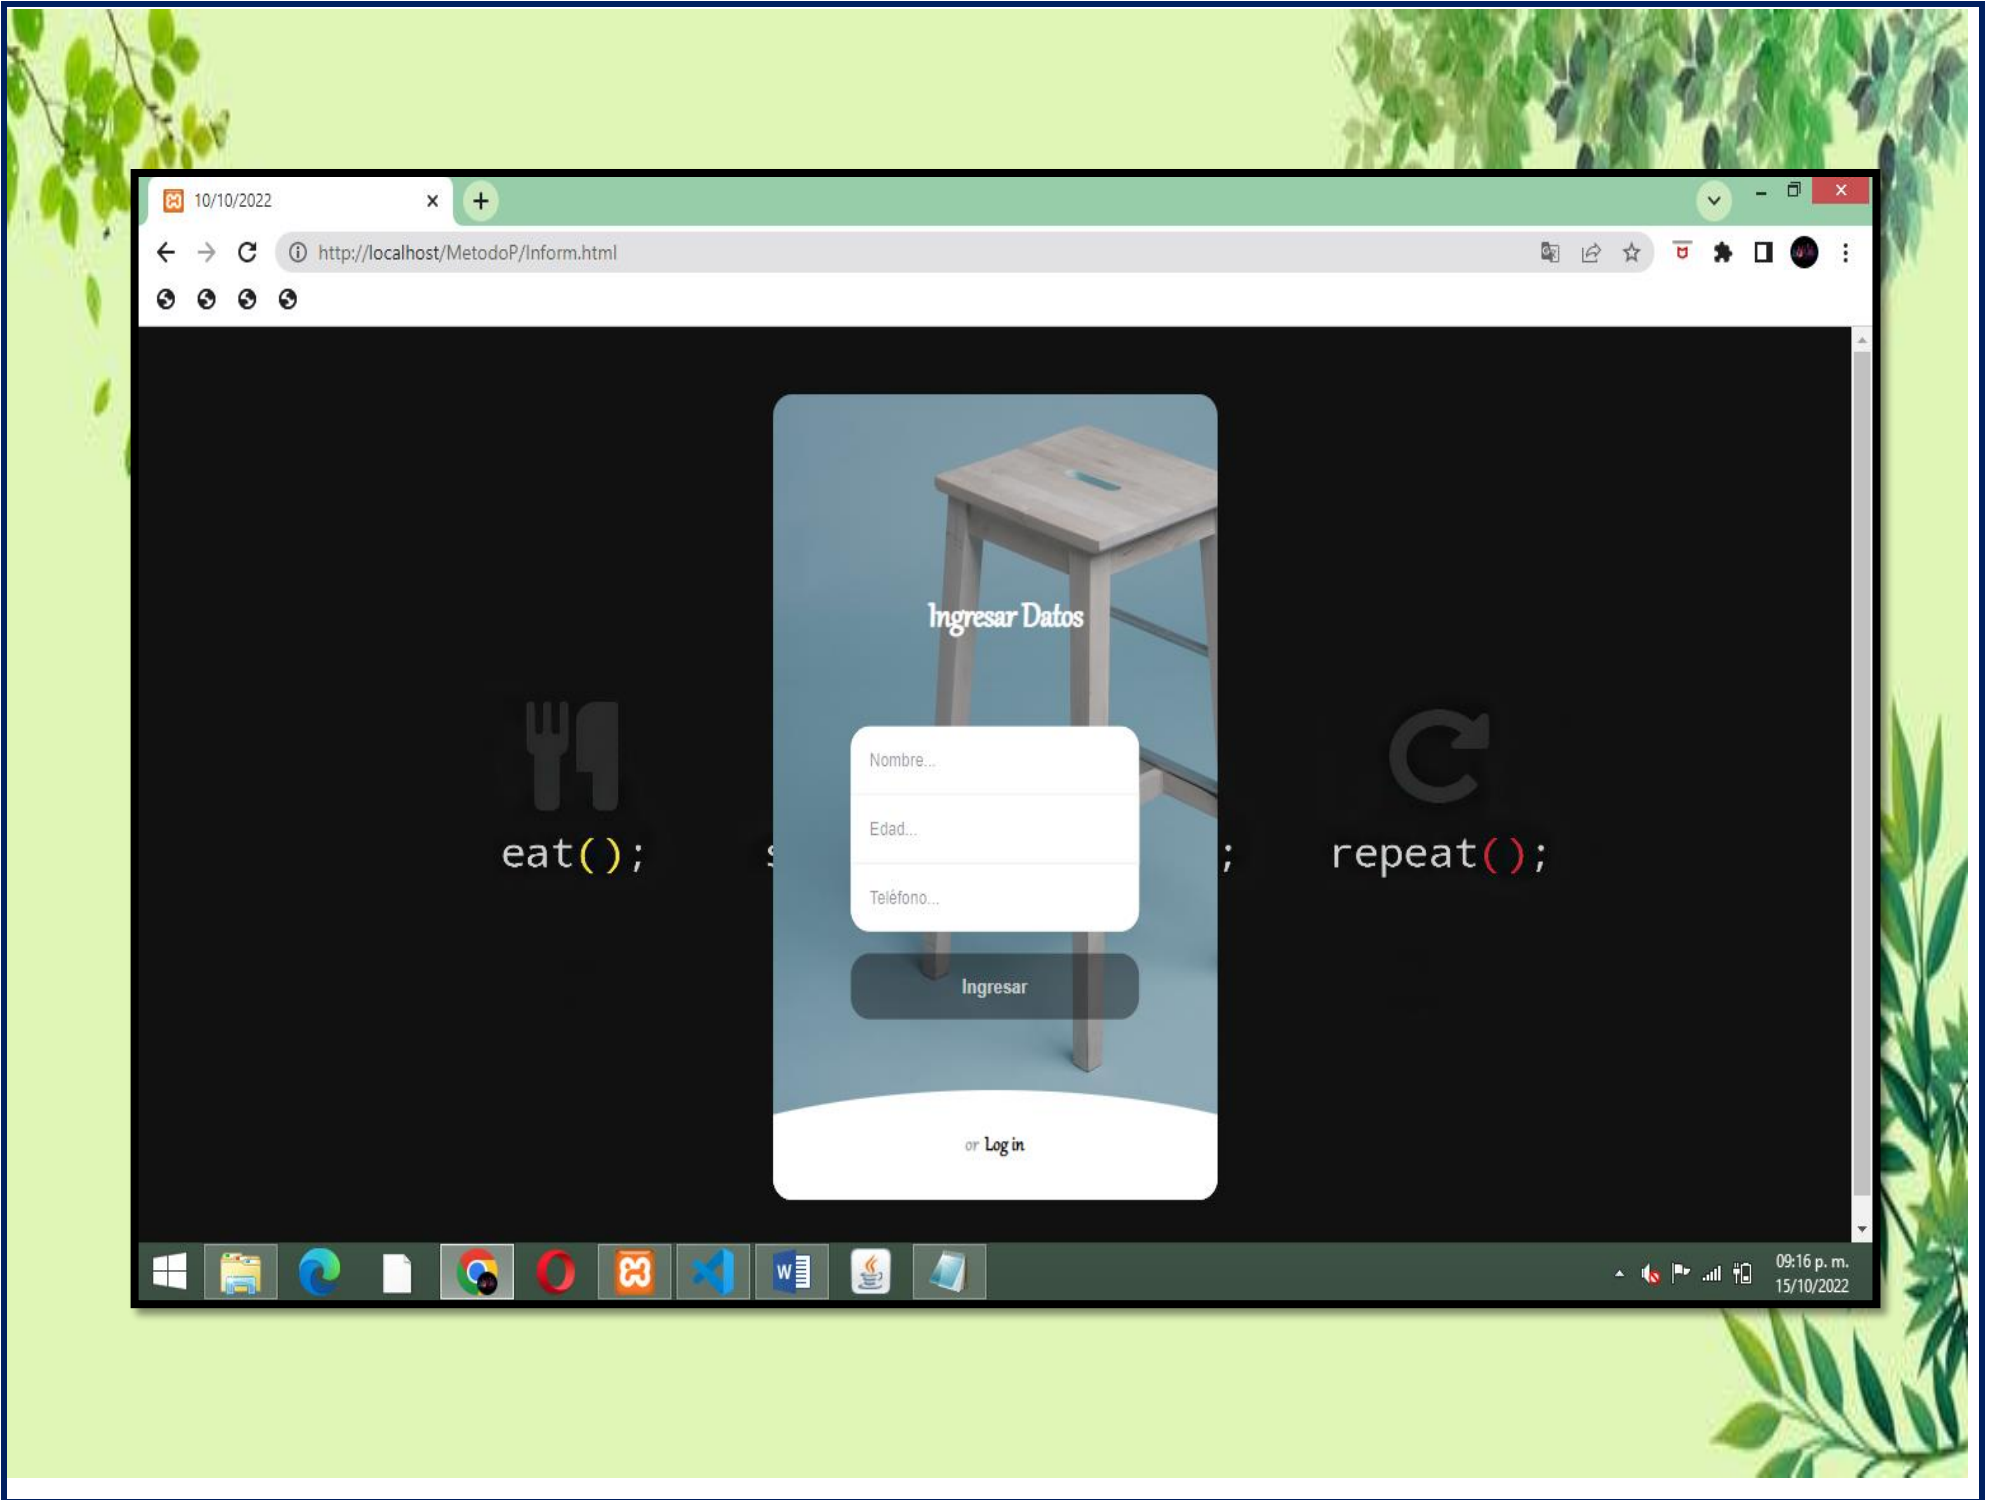 10/10/2022
http://localhost/MetodoP/Inform.html
Ingresar Datos
Nombre...
Edad...
Teléfono...
eat();
;
repeat();
Ingresar
or Log in
09:16 p. m.
15/10/2022